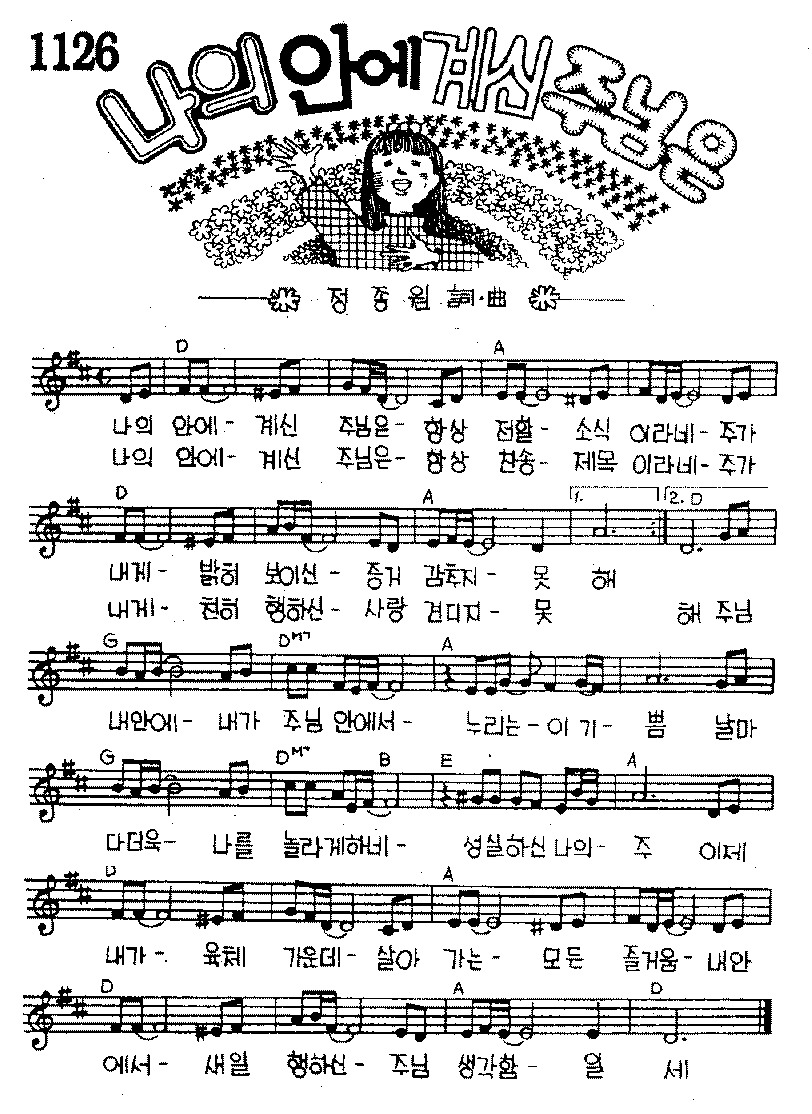 1126
나의 안에 계신 주님은
정 종 원 詞·曲
D A
나의 안에- 계신 주님은- 항상 전할- 소식 이라네- 주가
나의 안에- 계신 주님은- 항상 찬송- 제목 이라네- 주가
D A 1. 2. D
내게- 밝히 보이신- 증거 감추지- 못 해
내게- 친히 행하신- 사랑 견디지- 못 해 주님
G DM7 A
내안에- 내가 주님 안에서- 누리는-이 기- 쁨 날마
G DM7 B E A
다더욱- 나를 놀라게하네- 성실하신 나의- 주 이제
D A
내가- 육체 가운데- 살아 가는- 모든 즐거움- 내안
D A D
에서- 새일 행하신- 주님 생각함- 일 세